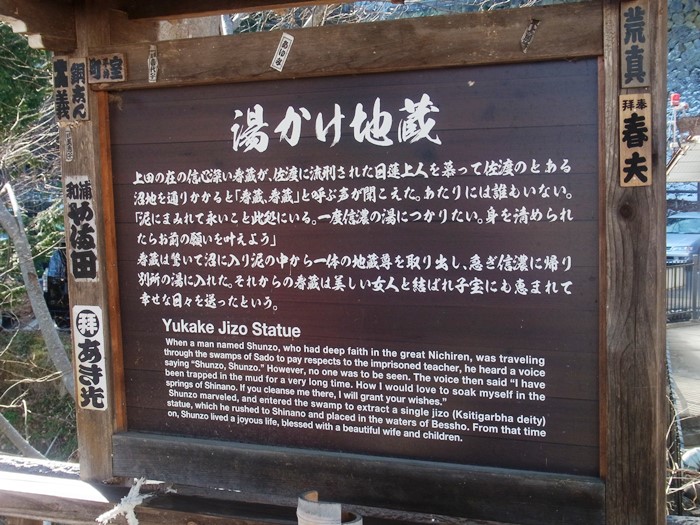 湯かけ地蔵
上田の在の信心深い春蔵が、佐渡に流刑された日蓮上人を慕って佐渡のとある
沼地を通りかかると「春蔵、春蔵」と呼ぶ声が聞こえた。あたりには誰もいない。
「泥にまみれて永いこと此処にいる。一度信濃の湯につかりたい。身を清められ
たらお前の願いを叶えよう」
春蔵は驚いて沼に入り泥の中から一体の地蔵尊を取り出し、急ぎ信濃に帰り
別所の湯に入れた。それからの春蔵は美しい女人と結ばれ子宝にも恵まれて
幸せな日々を送ったという。
Yukake Jizo Statue
When a man named Shunzo, who had deep faith in the great Nichiren, was traveling
through the swamps of Sado to pay respects to the imprisoned teacher, he heard a voice
saying "Shunzo, Shunzo." However, no one was to be seen. The voice then said "I have
been trapped in the mud for a very long time. How I would love to soak myself in the
springs of Shinano. If you cleanse me there, I will grant your wishes."
Shunzo marveled, and entered the swamp to extract a single jizo (Ksitigarbha deity)
statue, which he rushed to Shinano and placed in the waters of Bessho. From that time
on, Shunzo lived a joyous life, blessed with a beautiful wife and children.
荒真
奉拝
春夫
拝